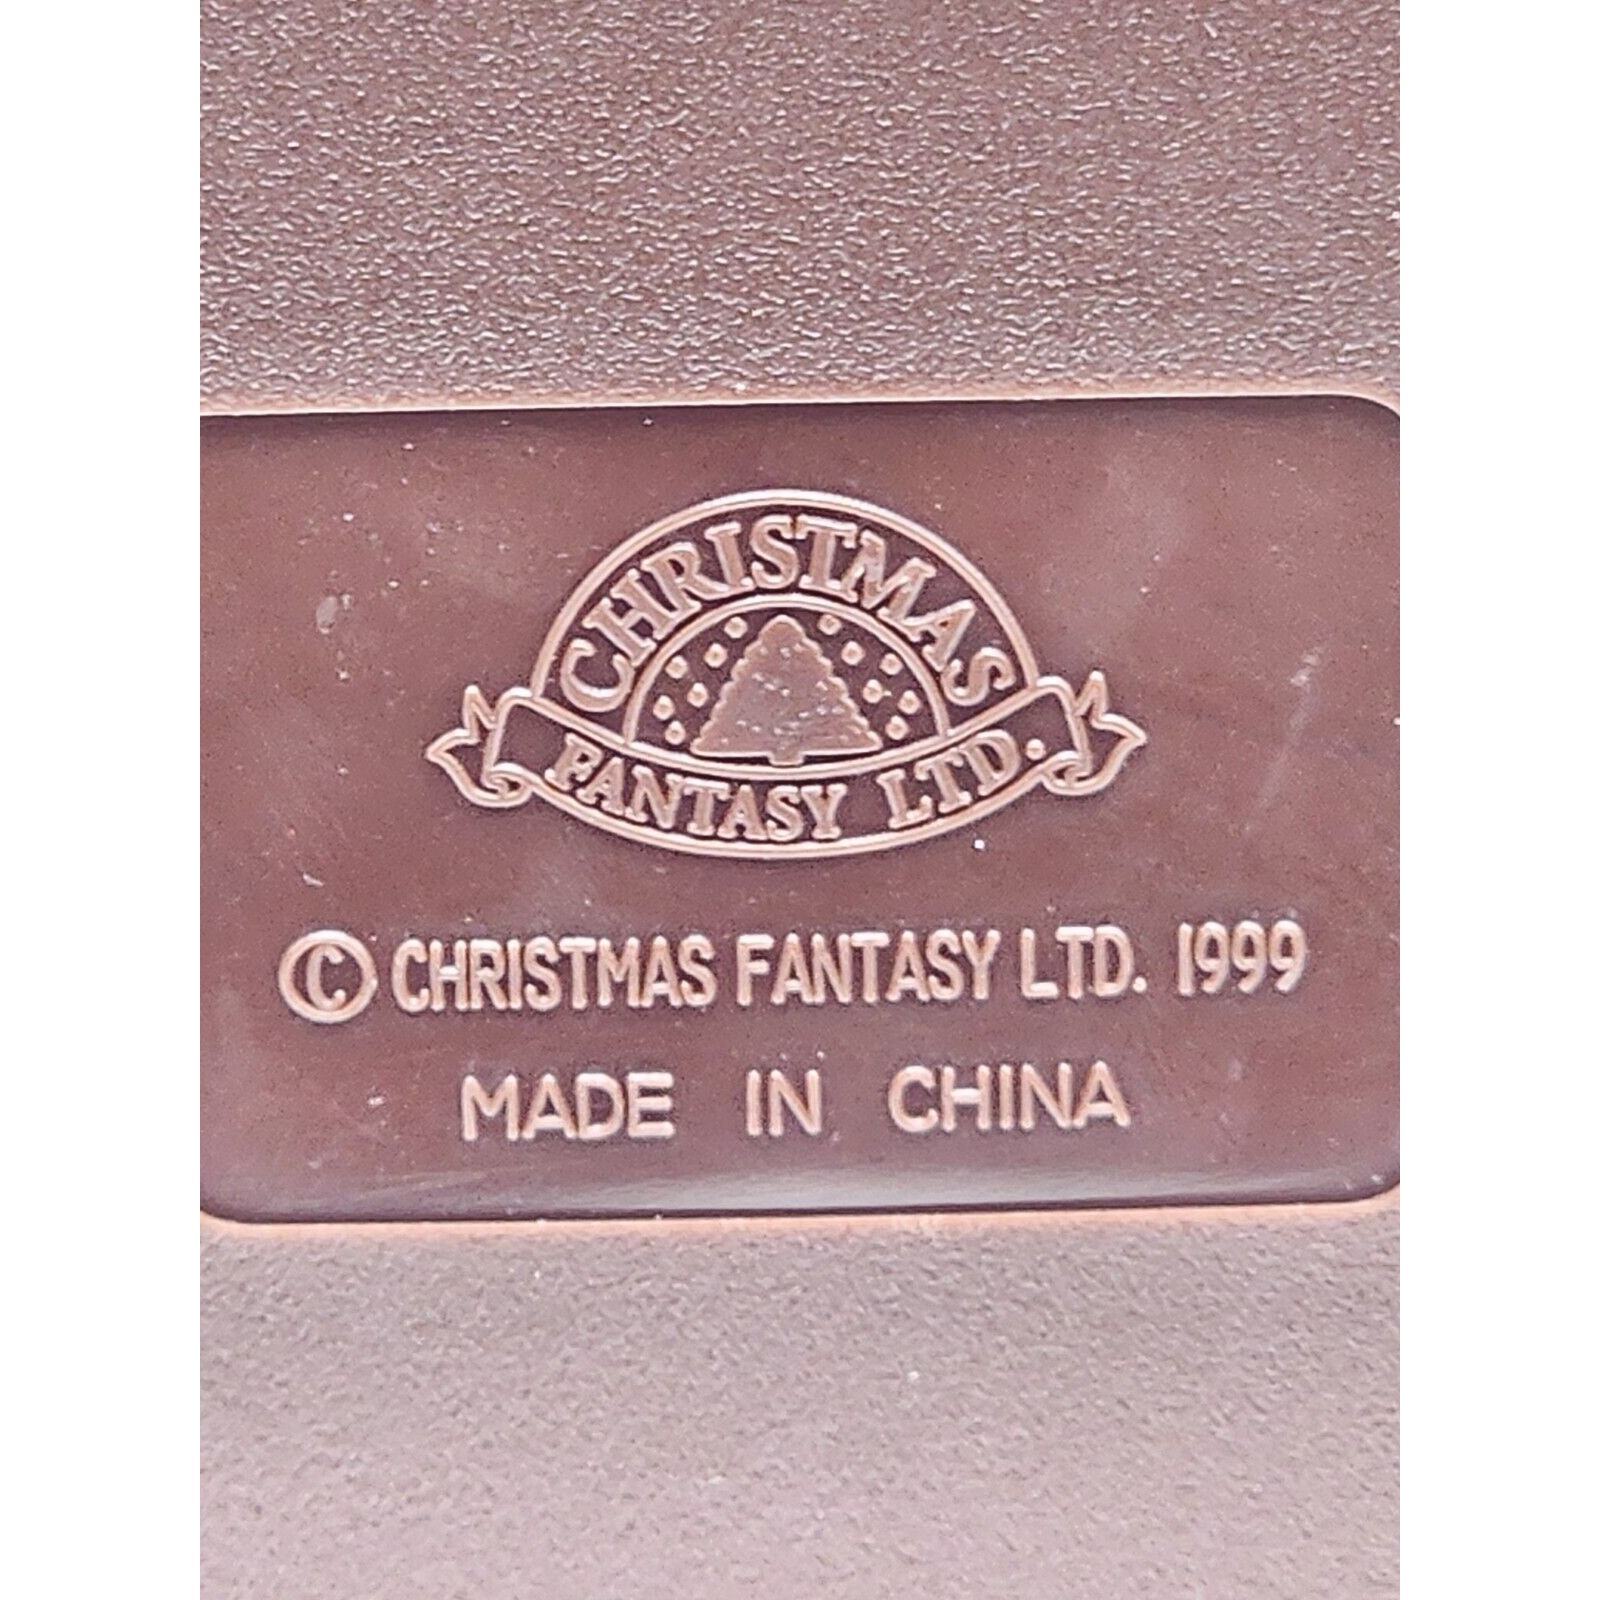 CHRISTMAS
FANTASY LTD.
© CHRISTMAS FANTASY LTD. 1999
MADE IN CHINA